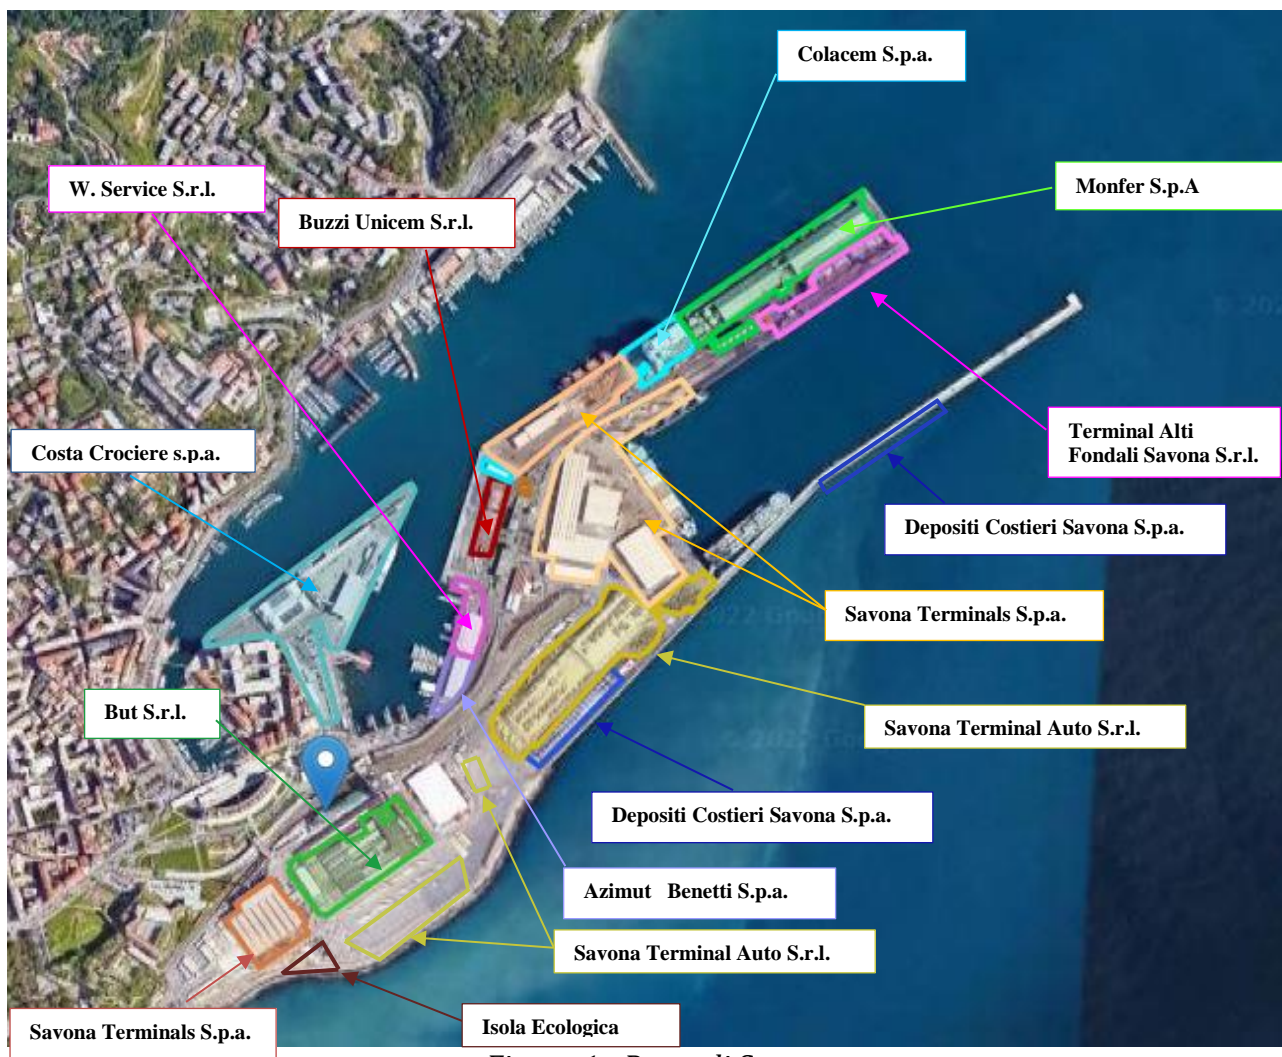 Colacem S.p.a.
W. Service S.r.l.
Monfer S.p.A
Buzzi Unicem S.r.l.
Costa Crociere s.p.a.
Terminal Alti
Fondali Savona S.r.l.
Depositi Costieri Savona S.p.a.
Savona Terminals S.p.a.
But S.r.l.
Savona Terminal Auto S.r.l.
Depositi Costieri Savona S.p.a.
Azimut Benetti S.p.a.
Savona Terminal Auto S.r.l.
Isola Ecologica
Savona Terminals S.p.a.